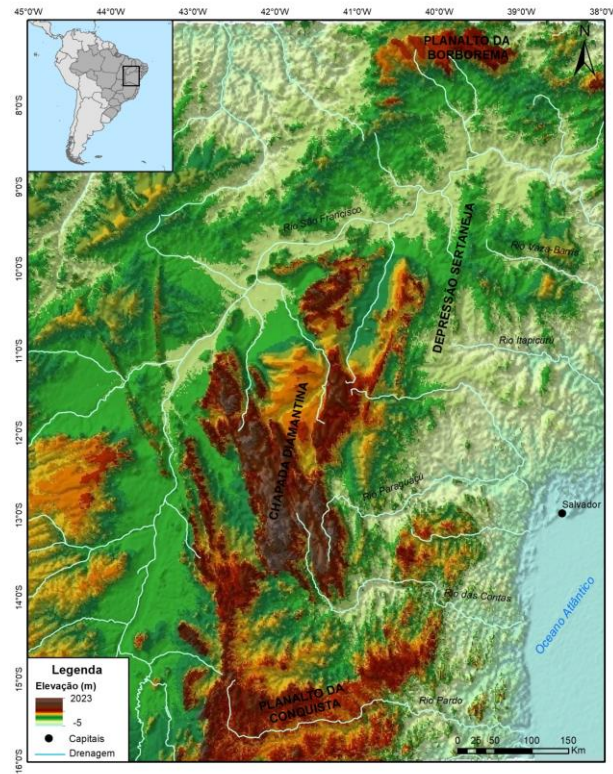 45°0'W
43°0'W
42°0'W
41°0'W
40°0'W
39°0'W
38°0'W
8°0'S
9°0'S
10°0'S
11°0'S
12°0'S
13°0'S
14°0'S
15°0'S
16°0'S
N
PLANALTO DA
BORBOREMA
Rio São Francisco
DEPRESSÃO SERTANEJA
Rio Vaza-Barris
Rio Itapicuru
CHAPADA DIAMANTINA
Rio Paraguaçu
Salvador
Rio das Contas
Oceano Atlântico
PLANALTO DA
CONQUISTA
Rio Pardo
Legenda
Elevação (m)
2023
-5
Capitais
Drenagem
0 25 50 100 150
Km